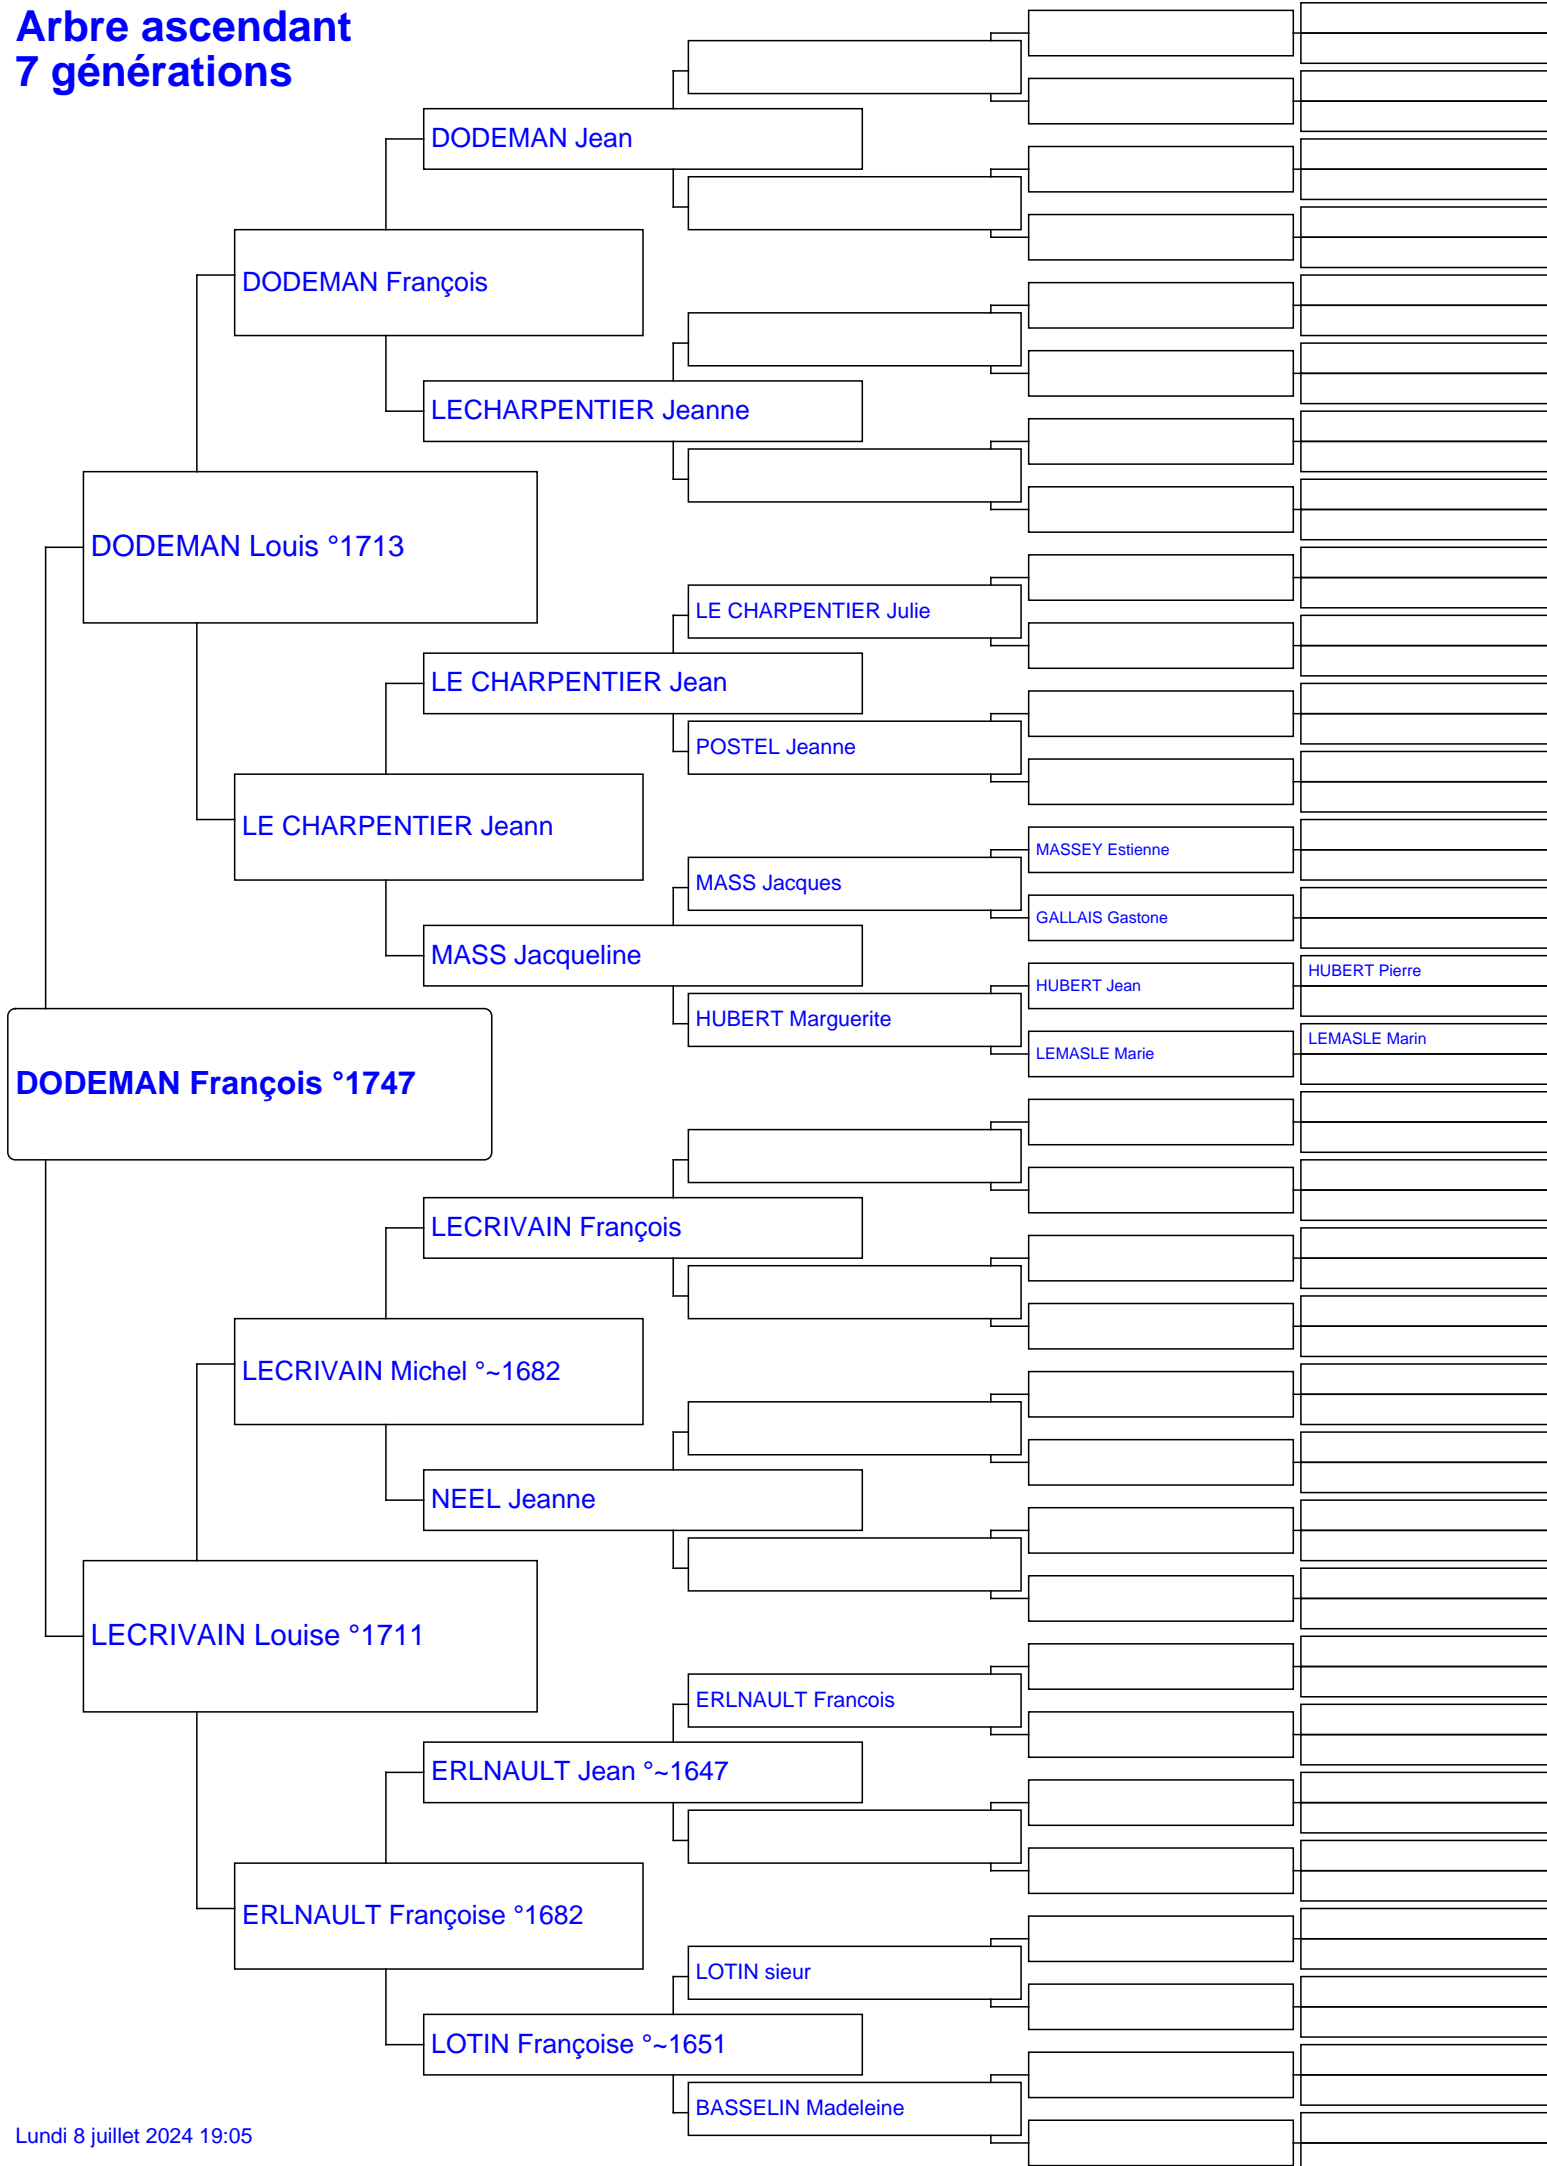 Arbre ascendant
7 générations
DODEMAN Jean
DODEMAN François
LECHARPENTIER Jeanne
DODEMAN Louis °1713
LE CHARPENTIER Julie
LE CHARPENTIER Jean
POSTEL Jeanne
LE CHARPENTIER Jeann
MASSEY Estienne
MASS Jacques
GALLAIS Gastone
MASS Jacqueline
HUBERT Pierre
HUBERT Jean
HUBERT Marguerite
LEMASLE Marin
LEMASLE Marie
DODEMAN François °1747
LECRIVAIN François
LECRIVAIN Michel °~1682
NEEL Jeanne
LECRIVAIN Louise °1711
ERLNAULT Francois
ERLNAULT Jean °~1647
ERLNAULT Françoise °1682
LOTIN sieur
LOTIN Françoise °~1651
BASSELIN Madeleine
Lundi 8 juillet 2024 19:05